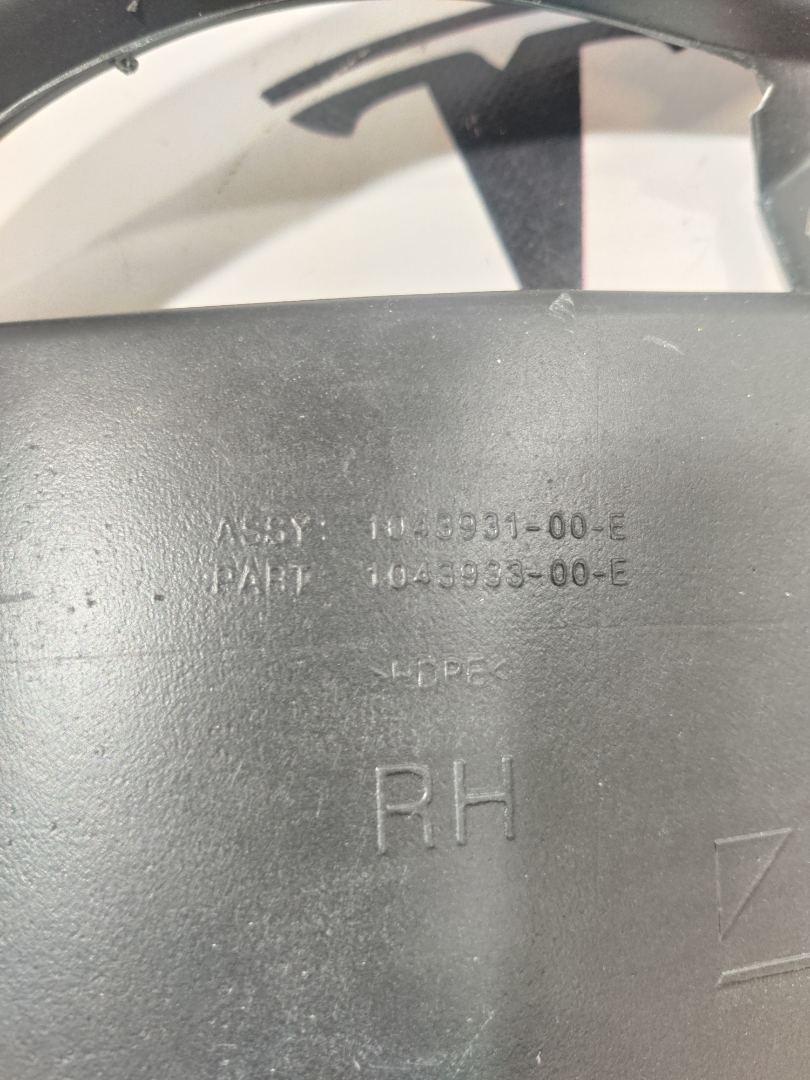 ASSY: 1043931-00-E
PART 1043933-00-E
>HDPE<
RH